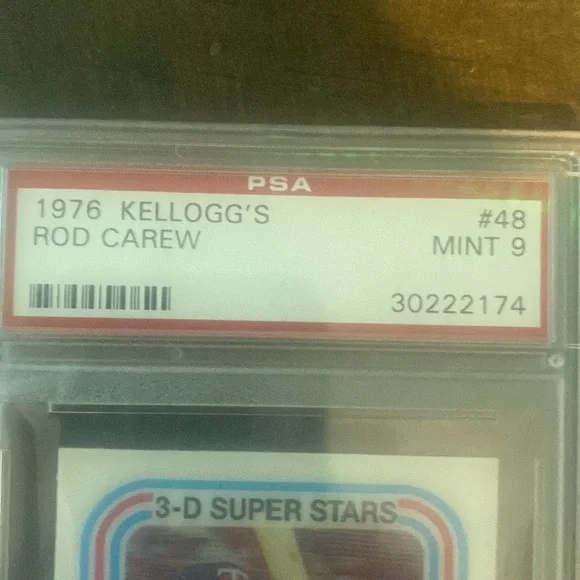 PSA
1976 KELLOGG'S #48
ROD CAREW MINT 9
30222174
3-D SUPER STARS